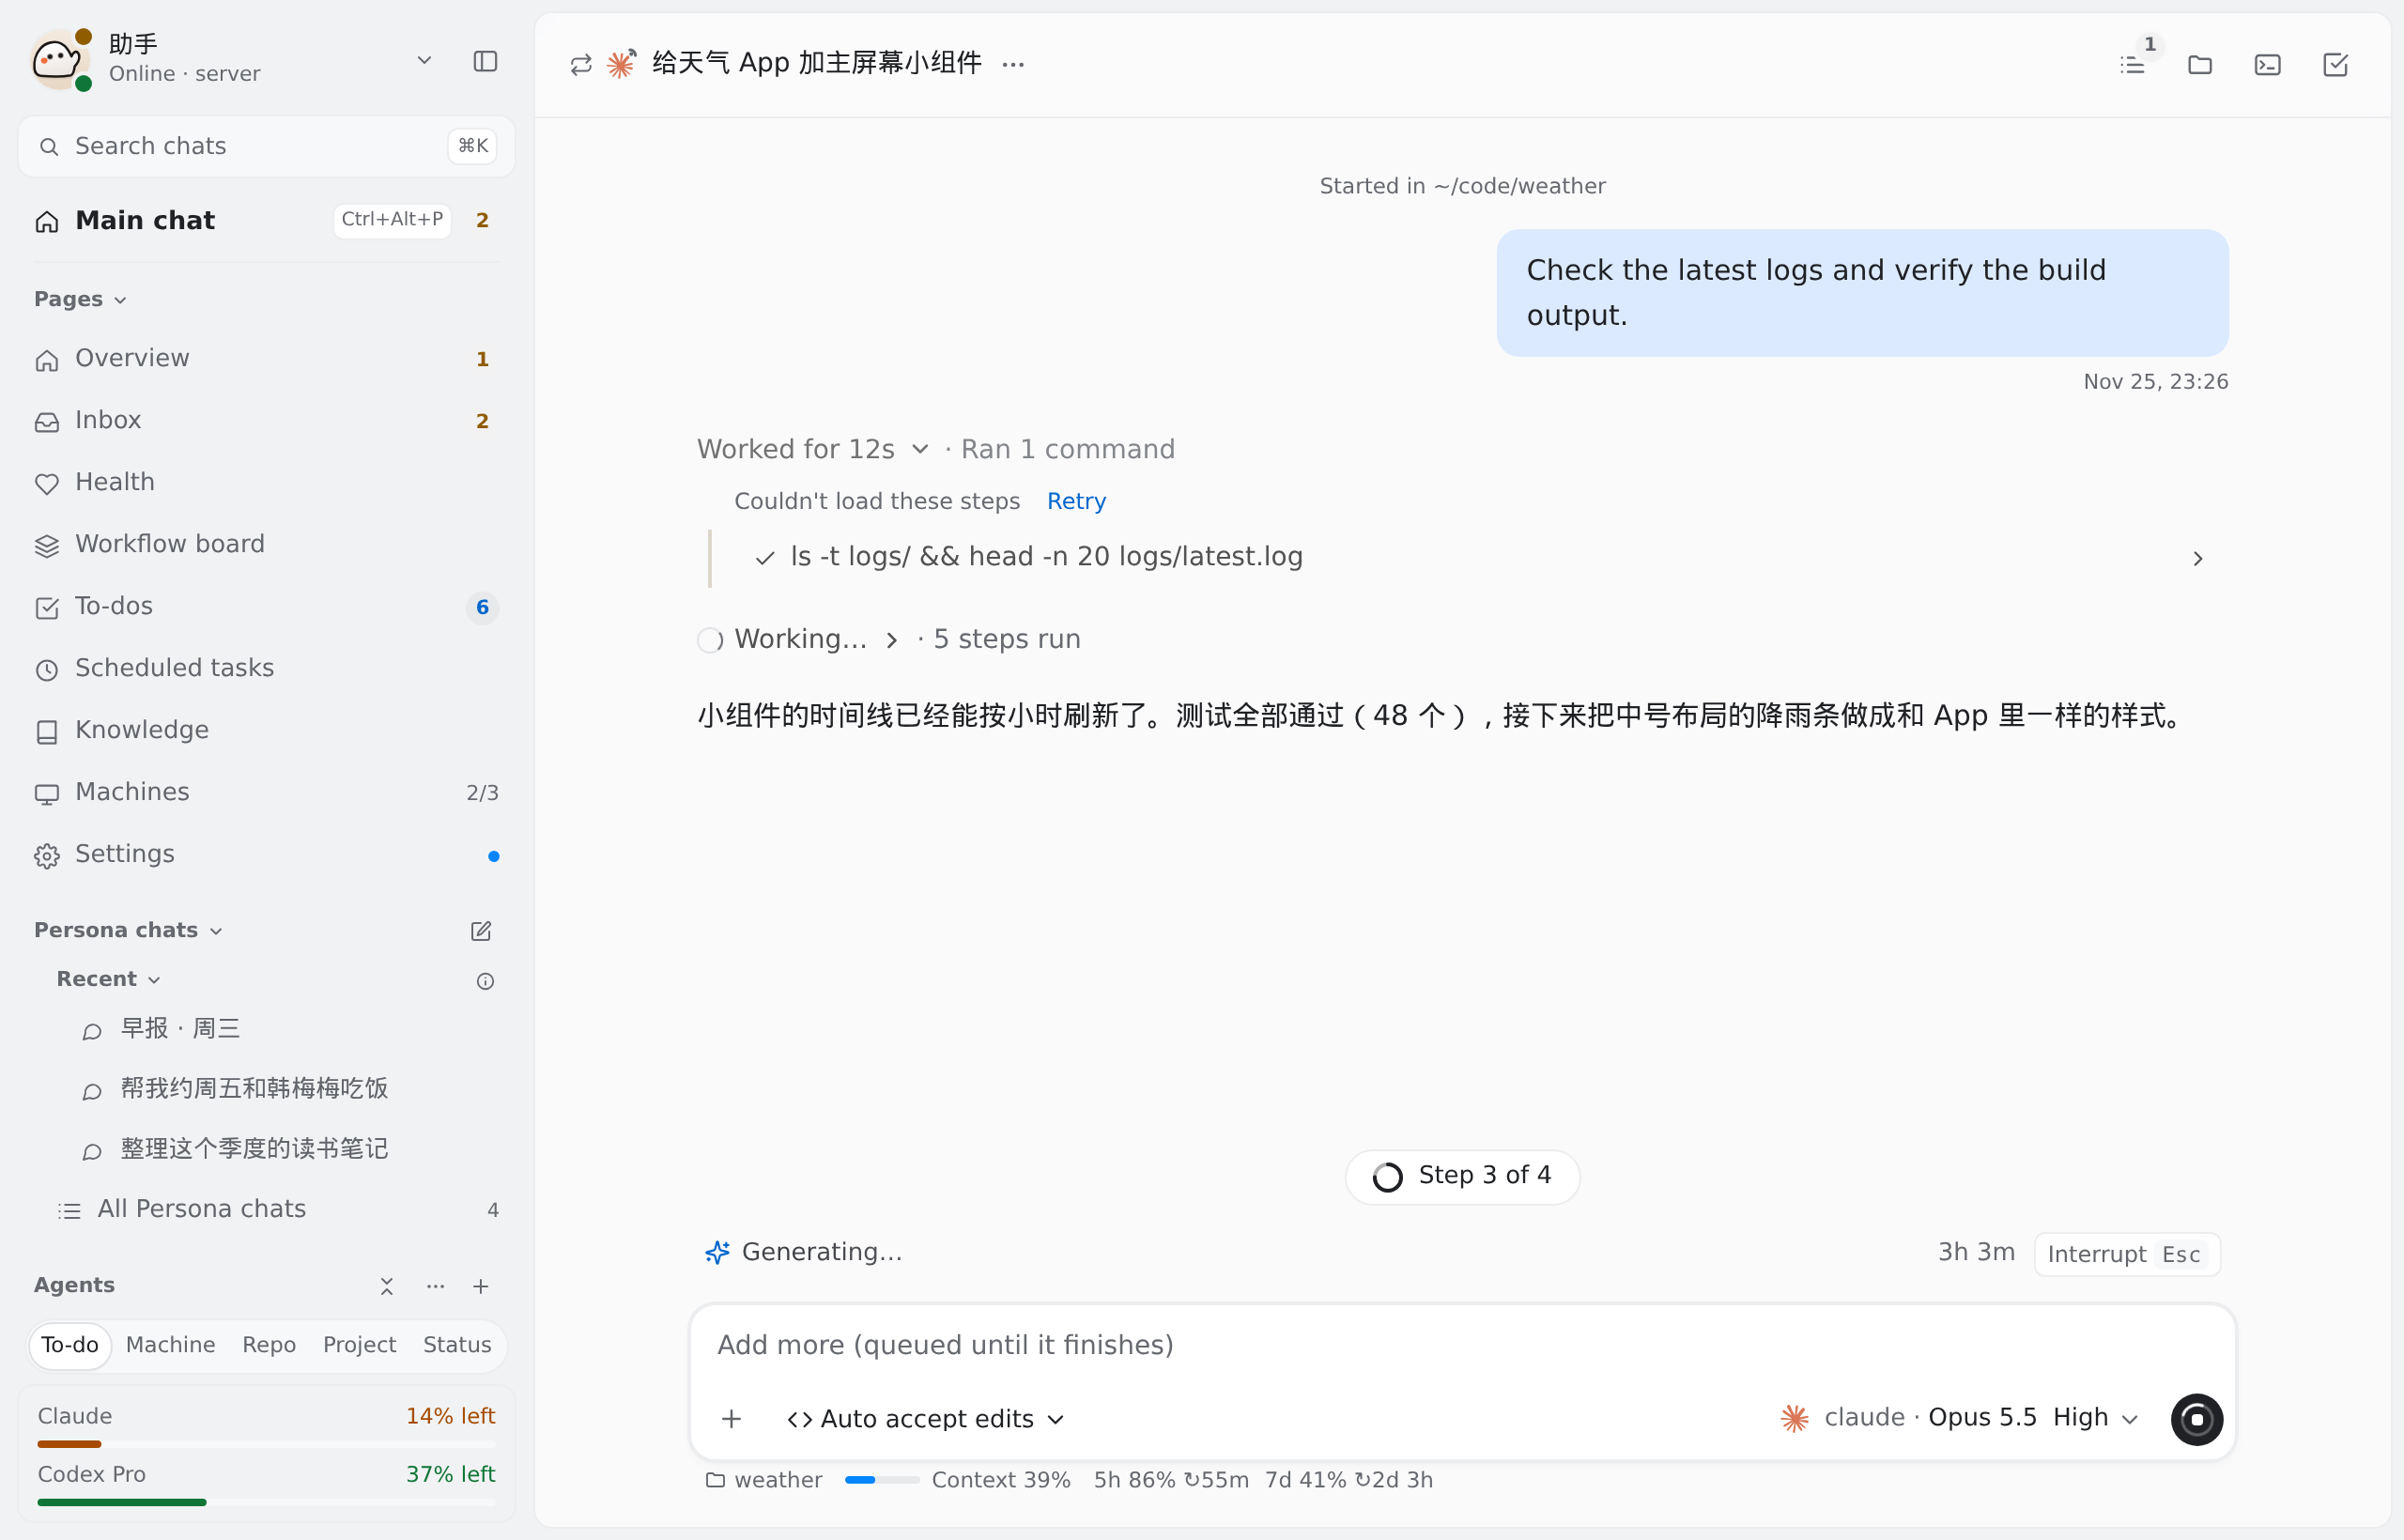 助手
Online · server
Search chats
⌘K
Main chat
Ctrl+Alt+P
2
Pages
Overview
1
Inbox
2
Health
Workflow board
To-dos
6
Scheduled tasks
Knowledge
Machines
2/3
Settings
Persona chats
Recent
早报 · 周三
帮我约周五和韩梅梅吃饭
整理这个季度的读书笔记
All Persona chats
4
Agents
To-do
Machine
Repo
Project
Status
Claude
14% left
Codex Pro
37% left
给天气 App 加主屏幕小组件
1
Started in ~/code/weather
Check the latest logs and verify the build
output.
Nov 25, 23:26
Worked for 12s · Ran 1 command
Couldn't load these steps Retry
ls -t logs/ && head -n 20 logs/latest.log
Working… · 5 steps run
小组件的时间线已经能按小时刷新了。测试全部通过（48 个），接下来把中号布局的降雨条做成和 App 里一样的样式。
Step 3 of 4
Generating…
3h 3m
Interrupt Esc
Add more (queued until it finishes)
Auto accept edits
claude · Opus 5.5 High
weather
Context 39% 5h 86% ↻55m 7d 41% ↻2d 3h